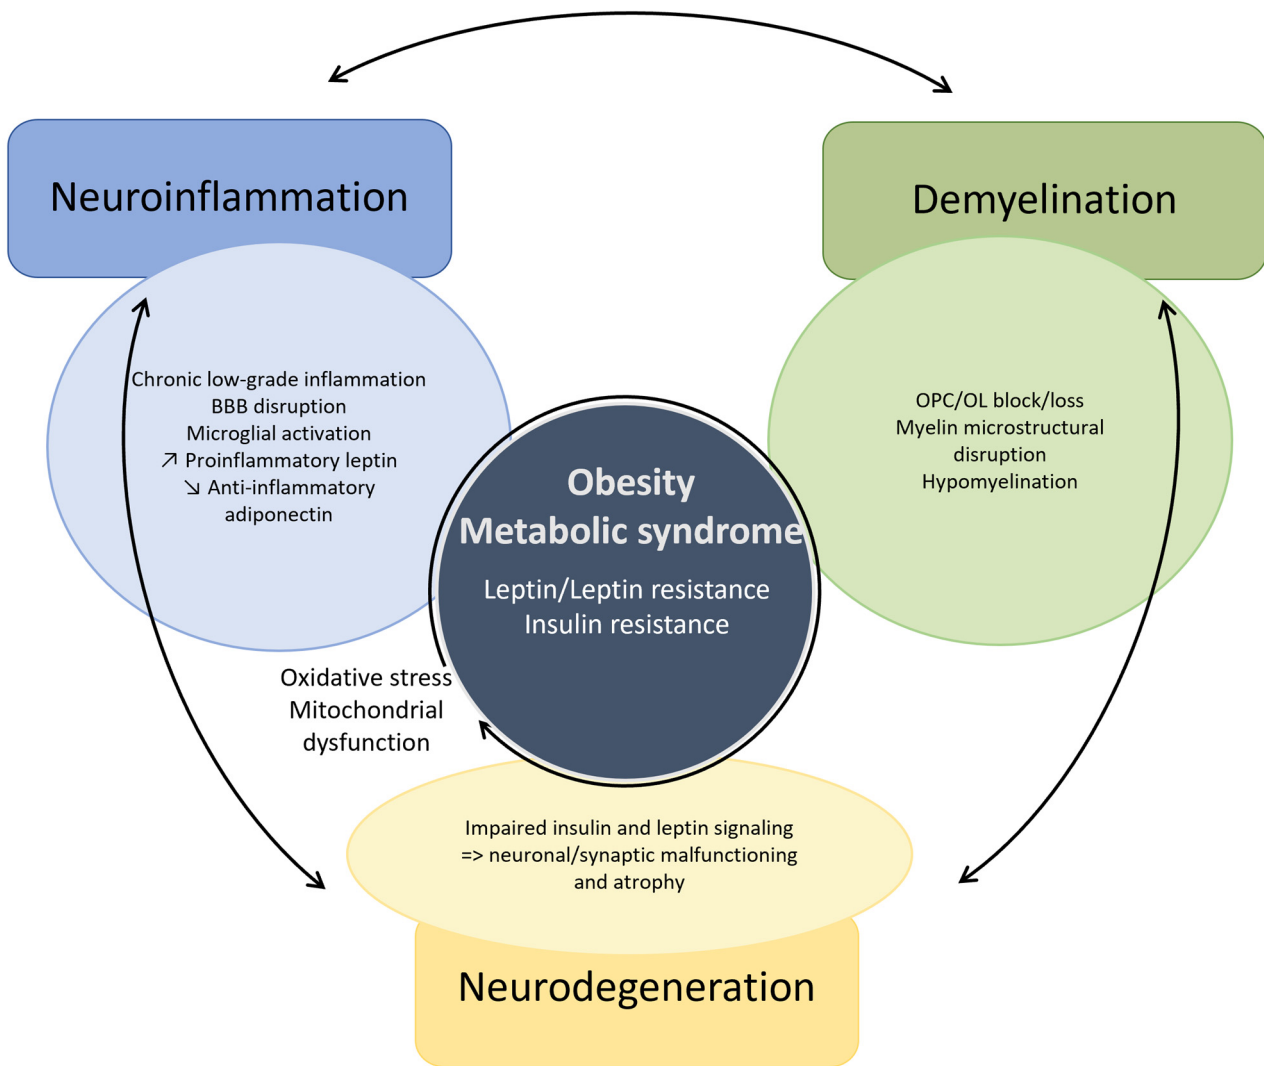 Neuroinflammation
Demyelination
Chronic low-grade inflammation
BBB disruption
Microglial activation
↗ Proinflammatory leptin
↘ Anti-inflammatory
adiponectin
OPC/OL block/loss
Myelin microstructural
disruption
Hypomyelination
Obesity
Metabolic syndrome
Leptin/Leptin resistance
Insulin resistance
Oxidative stress
Mitochondrial
dysfunction
Impaired insulin and leptin signaling
=> neuronal/synaptic malfunctioning
and atrophy
Neurodegeneration